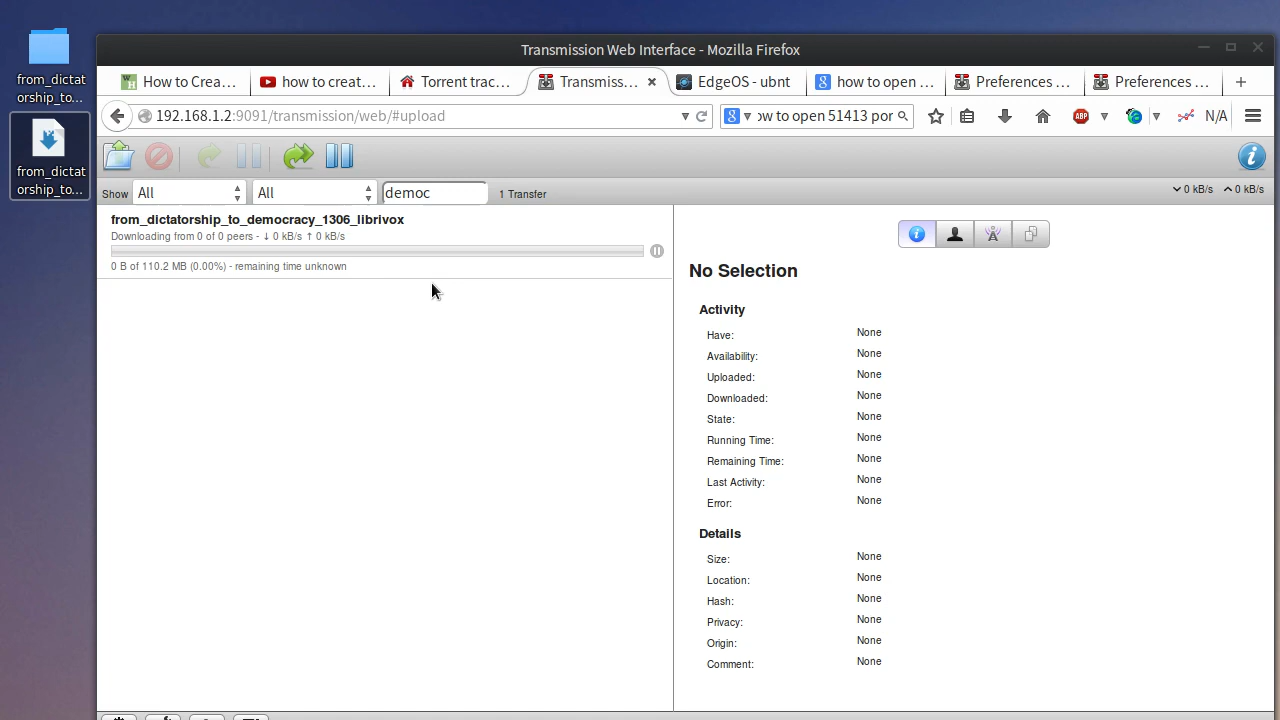 from_dictat
orship_to...
from_dictat
orship_to...
Transmission Web Interface - Mozilla Firefox
How to Crea...
how to creat...
Torrent trac...
Transmiss...
EdgeOS - ubnt
how to open ...
Preferences ...
Preferences ...
192.168.1.2:9091/transmission/web/#upload
ow to open 51413 por
ABP
N/A
Show
All
All
democ
1 Transfer
0 kB/s
0 kB/s
from_dictatorship_to_democracy_1306_librivox
Downloading from 0 of 0 peers - ↓ 0 kB/s ↑ 0 kB/s
0 B of 110.2 MB (0.00%) - remaining time unknown
No Selection
Activity
Have: None
Availability: None
Uploaded: None
Downloaded: None
State: None
Running Time: None
Remaining Time: None
Last Activity: None
Error: None
Details
Size: None
Location: None
Hash: None
Privacy: None
Origin: None
Comment: None